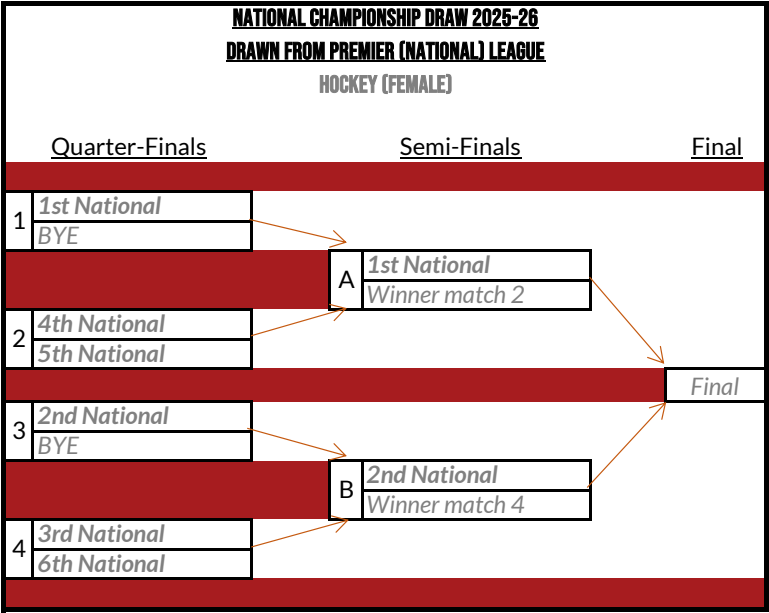 NATIONAL CHAMPIONSHIP DRAW 2025-26
DRAWN FROM PREMIER (NATIONAL) LEAGUE
HOCKEY (FEMALE)
Quarter-Finals Semi-Finals Final
1 1st National
BYE
A 1st National
Winner match 2
2 4th National
5th National
Final
3 2nd National
BYE
B 2nd National
Winner match 4
4 3rd National
6th National